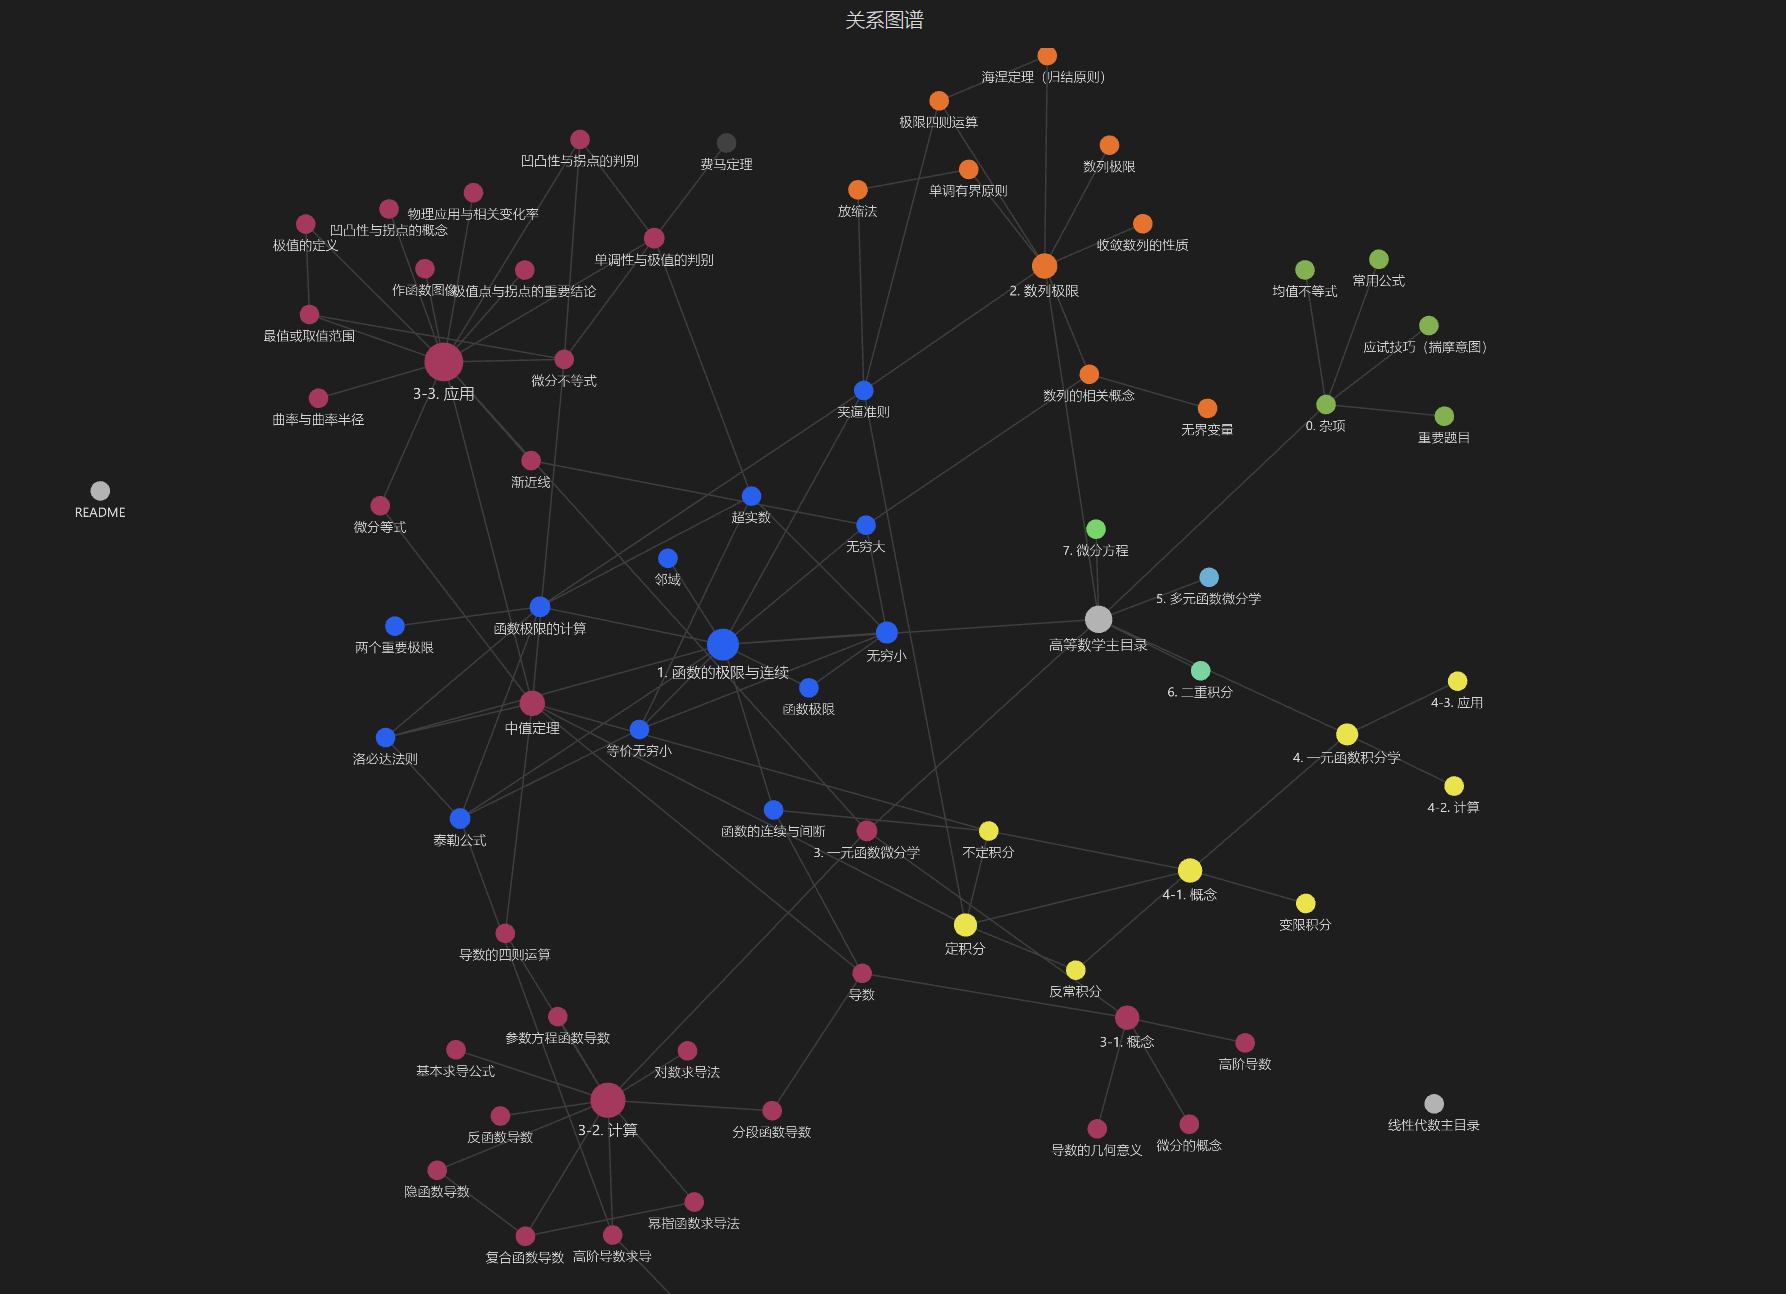 关系图谱
海涅定理（归结原则）
极限四则运算
凹凸性与拐点的判别
费马定理
数列极限
单调有界原则
放缩法
物理应用与相关变化率
凹凸性与拐点的概念
极值的定义
收敛数列的性质
单调性与极值的判别
常用公式
均值不等式
作函数图像
极值点与拐点的重要结论
2. 数列极限
最值或取值范围
应试技巧（揣摩意图）
微分不等式
3-3. 应用
数列的相关概念
夹逼准则
曲率与曲率半径
0. 杂项
无界变量
重要题目
渐近线
README
超实数
微分等式
无穷大
7. 微分方程
邻域
5. 多元函数微分学
函数极限的计算
两个重要极限
高等数学主目录
无穷小
1. 函数的极限与连续
6. 二重积分
4-3. 应用
函数极限
中值定理
等价无穷小
洛必达法则
4. 一元函数积分学
4-2. 计算
函数的连续与间断
泰勒公式
3. 一元函数微分学
不定积分
4-1. 概念
变限积分
定积分
导数的四则运算
反常积分
导数
参数方程函数导数
3-1. 概念
高阶导数
基本求导公式
对数求导法
线性代数主目录
3-2. 计算
分段函数导数
反函数导数
微分的概念
导数的几何意义
隐函数导数
幂指函数求导法
复合函数导数
高阶导数求导